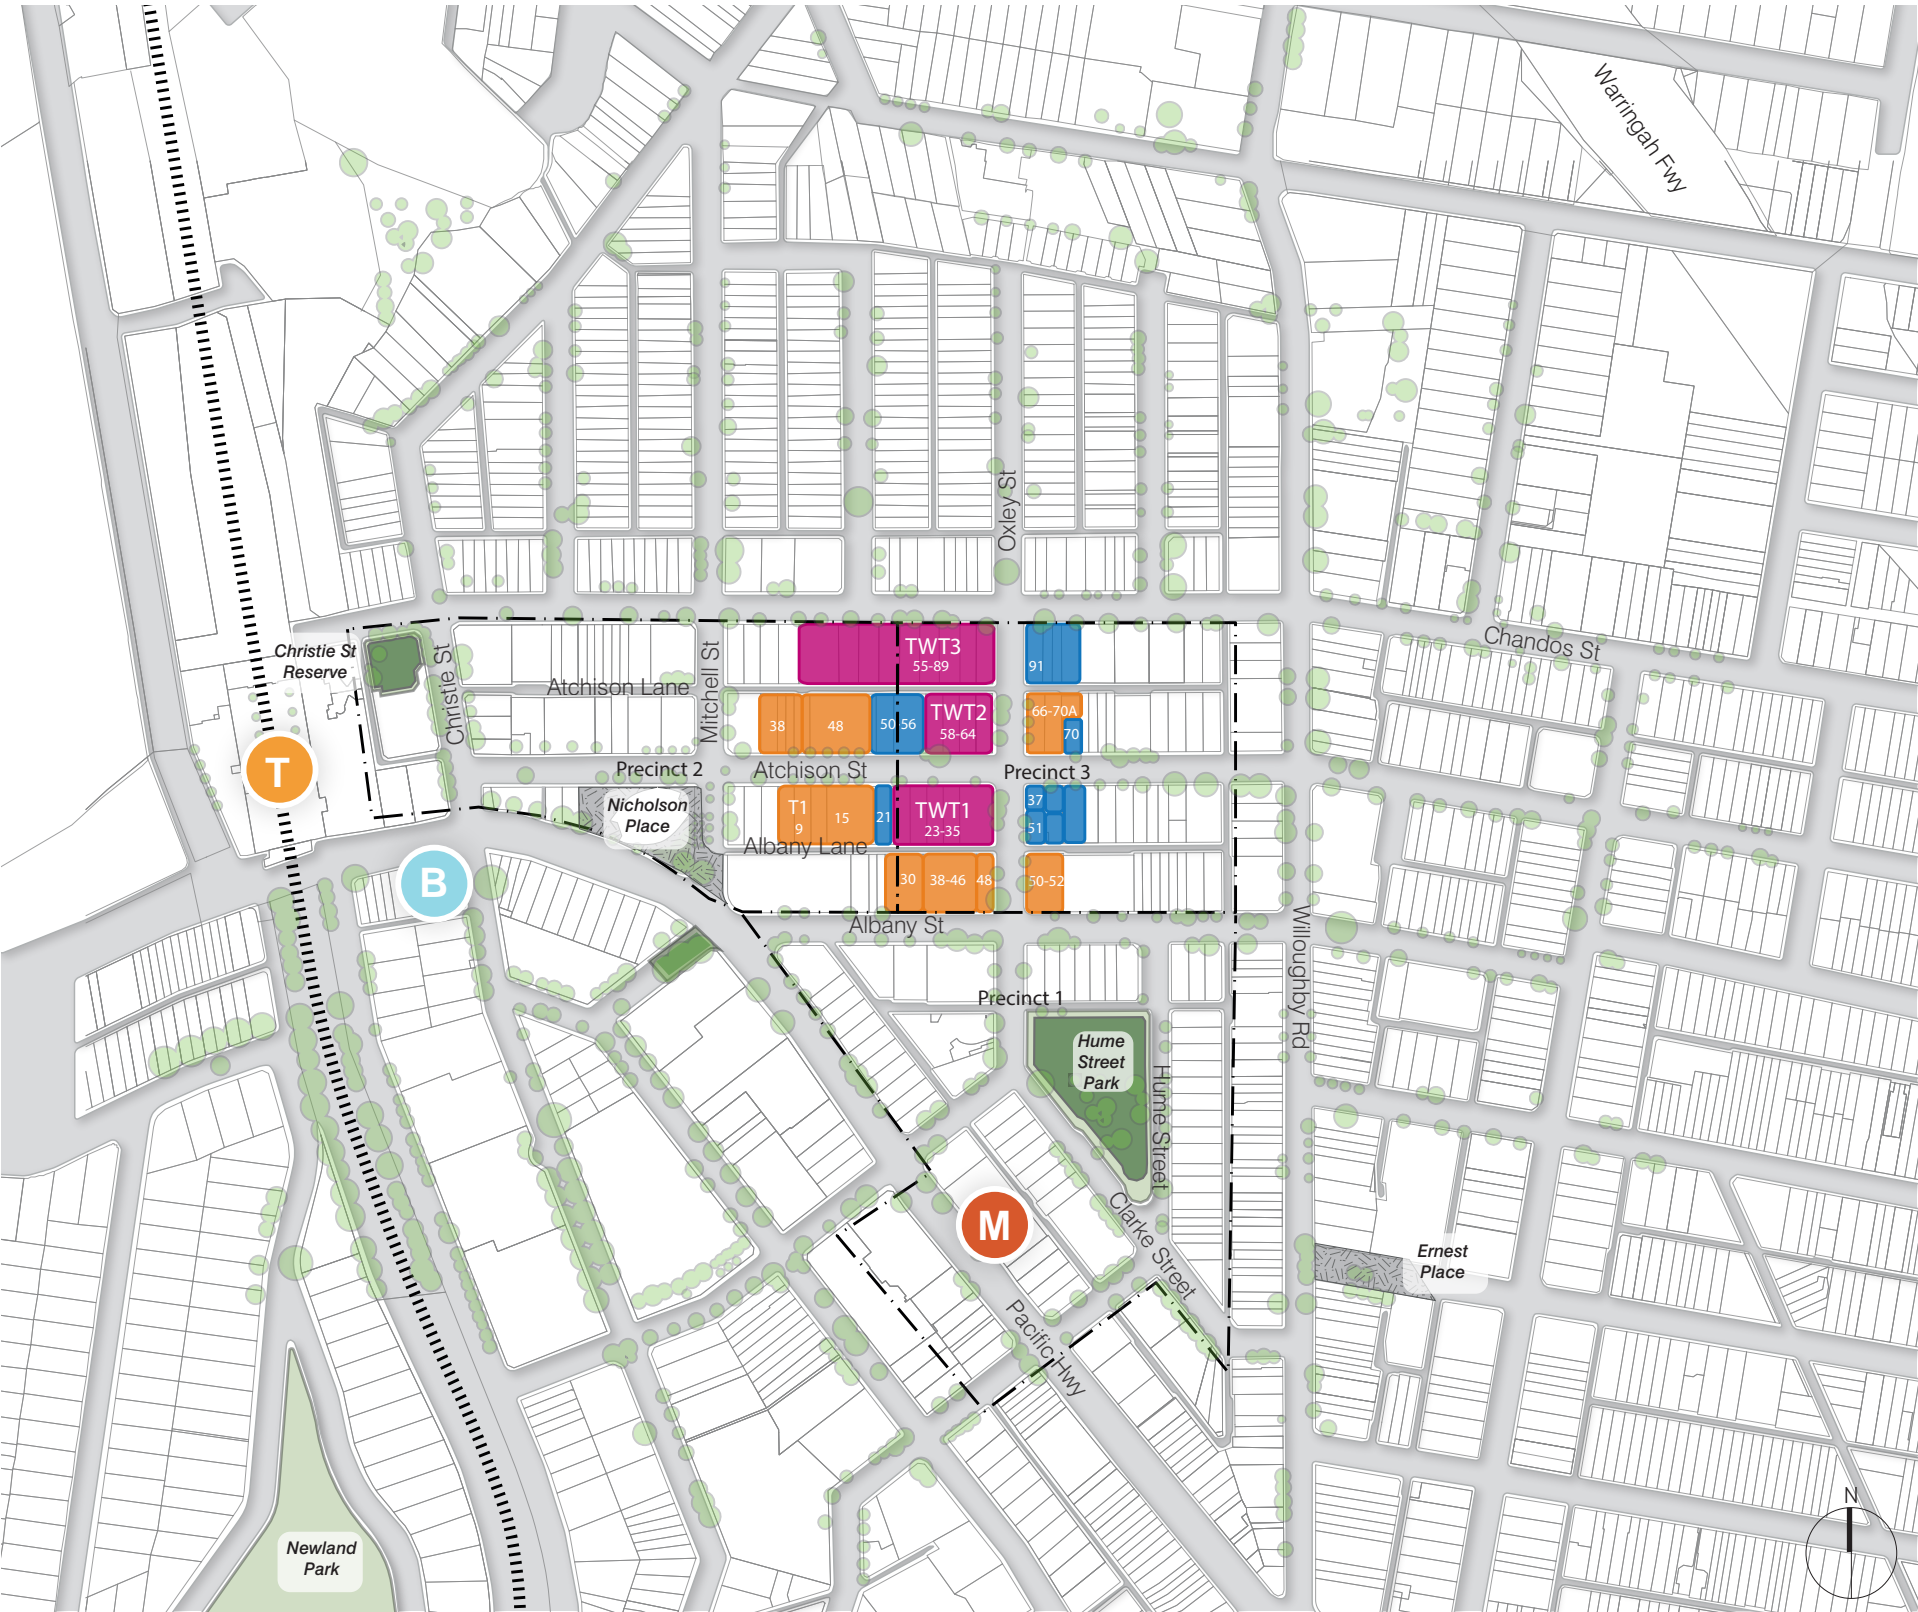 Warringah Fwy
Oxley St
Chandos St
Christie St
Reserve
Christie St
Mitchell St
Atchison Lane
TWT3
55-89
91
38
48
50-56
TWT2
58-64
66-70A
70
T
Precinct 2
Atchison St
Precinct 3
Nicholson
Place
T1
9
15
21
TWT1
23-35
37
51
Albany Lane
B
30
38-46
48
50-52
Albany St
Willoughby Rd
Precinct 1
Hume
Street
Park
Hume Street
M
Clarke Street
Ernest
Place
Pacific Hwy
N
Newland
Park